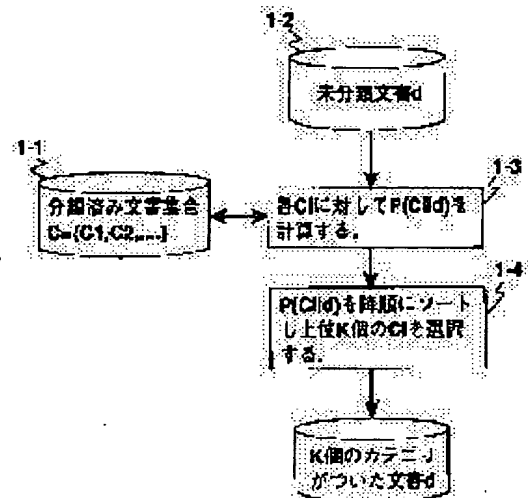 1-2
未分類文書d
1-1
分類済み文書集合
C={C1,C2,....}
1-3
各Ciに対してP(Ci|d)を
計算する.
1-4
P(Ci|d)を降順にソート
し上位K個のCiを選択
する.
K個のカテゴリ
がついた文書d